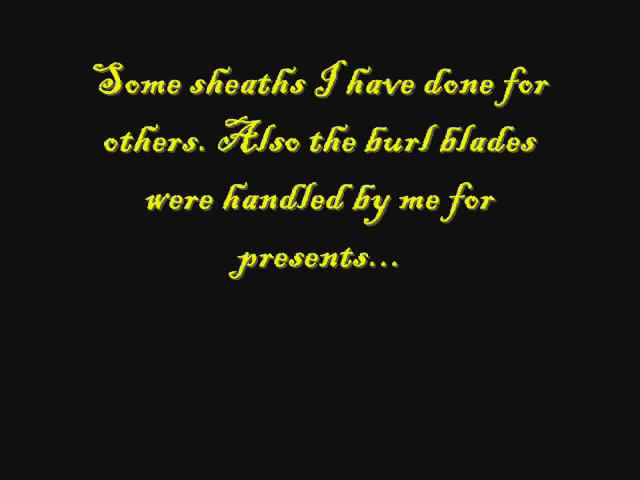 Some sheaths I have done for
others. Also the burl blades
were handled by me for
presents...